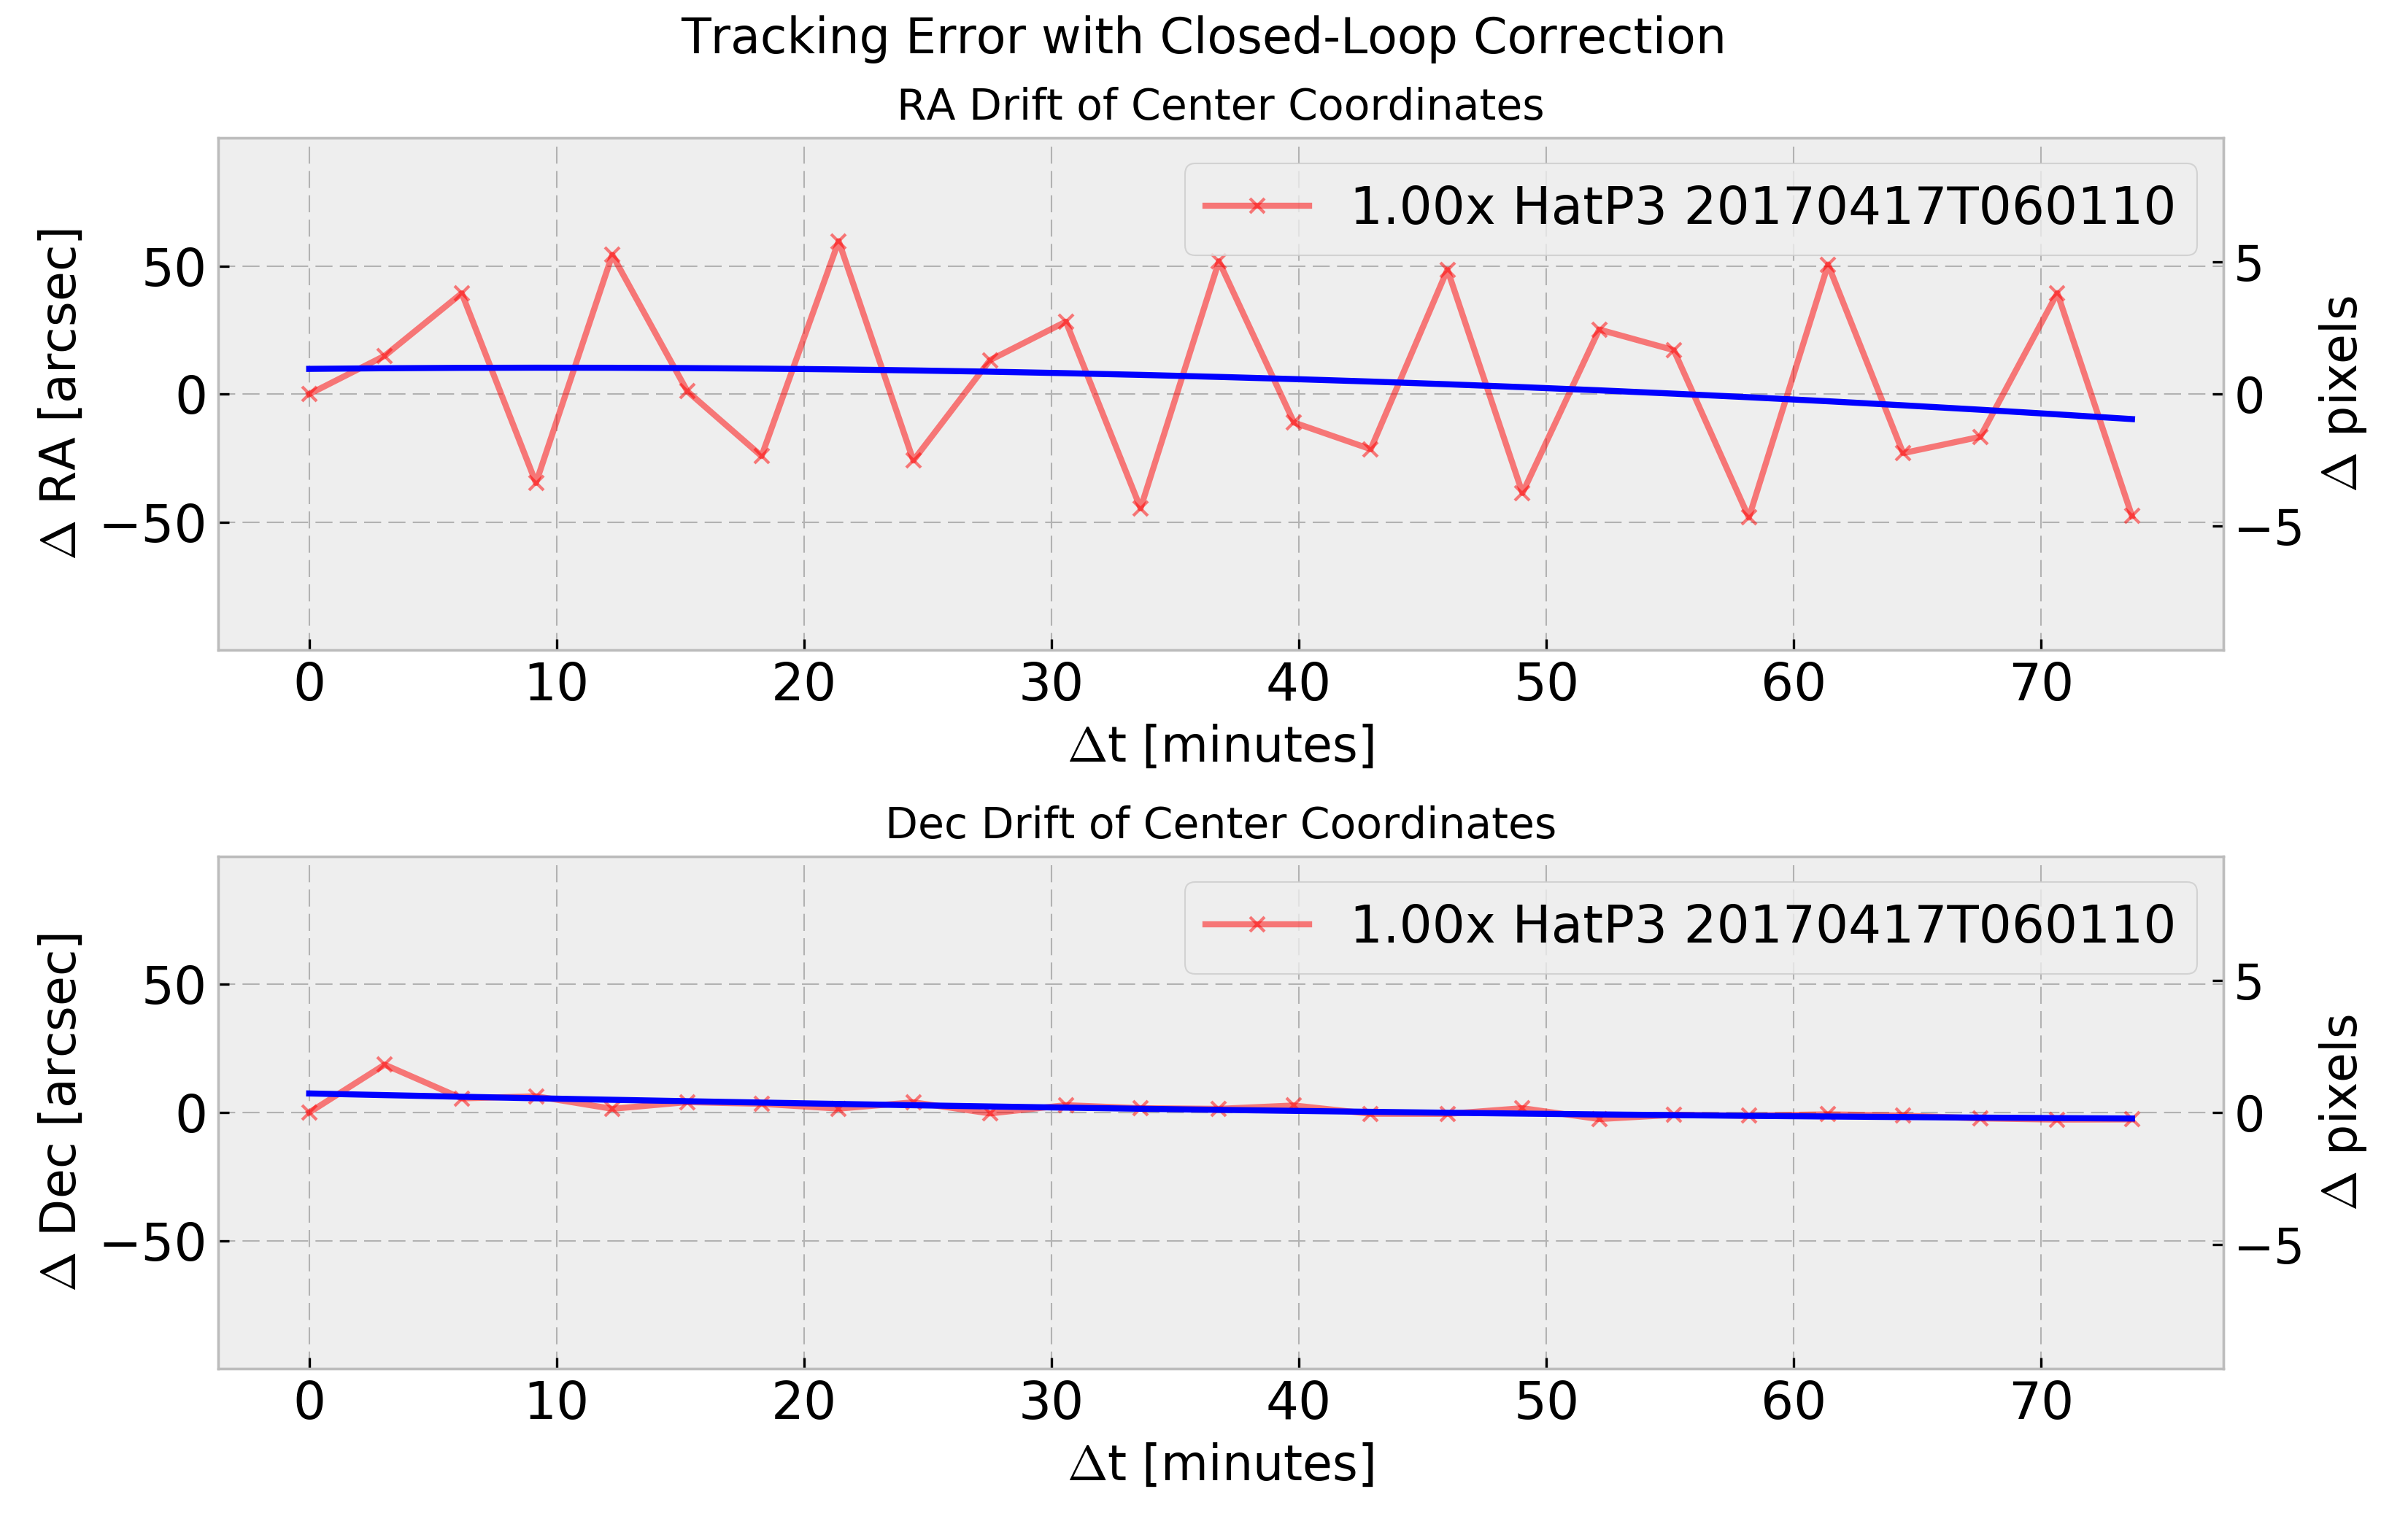 Tracking Error with Closed-Loop Correction
RA Drift of Center Coordinates
1.00x HatP3 20170417T060110
Δ RA [arcsec]
50
0
−50
5
0
−5
Δ pixels
0 10 20 30 40 50 60 70
Δt [minutes]
Dec Drift of Center Coordinates
1.00x HatP3 20170417T060110
Δ Dec [arcsec]
50
0
−50
5
0
−5
Δ pixels
0 10 20 30 40 50 60 70
Δt [minutes]